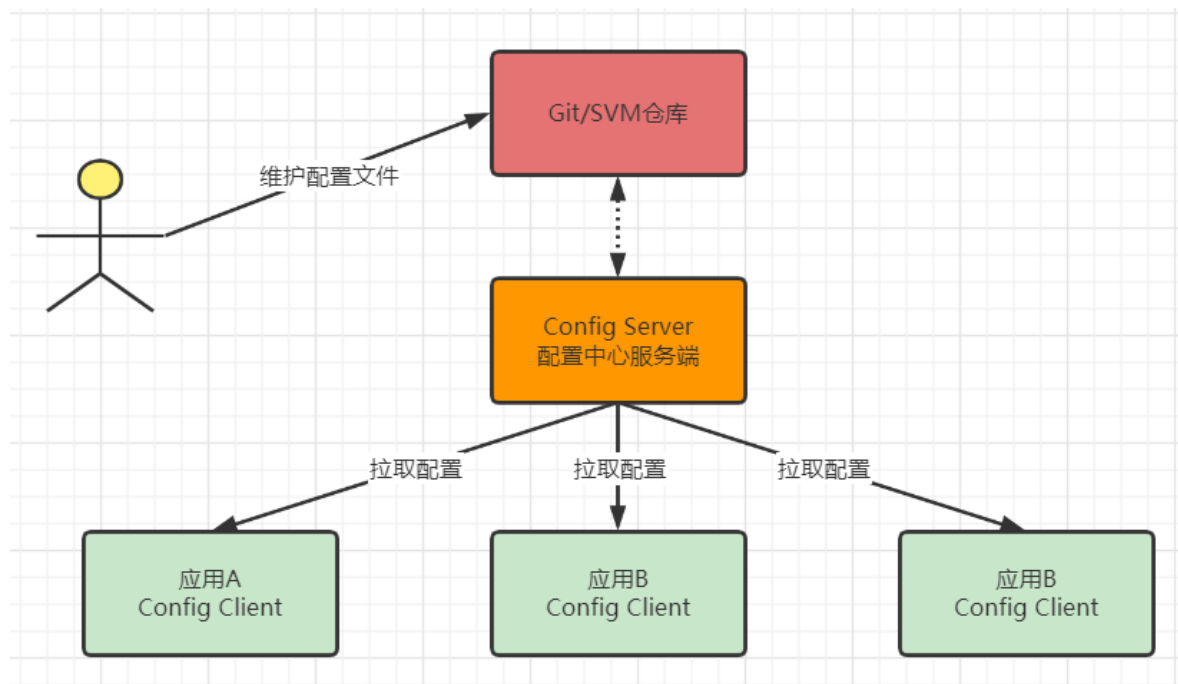 Git/SVM仓库
维护配置文件
Config Server
配置中心服务端
拉取配置
拉取配置
拉取配置
应用A
Config Client
应用B
Config Client
应用B
Config Client